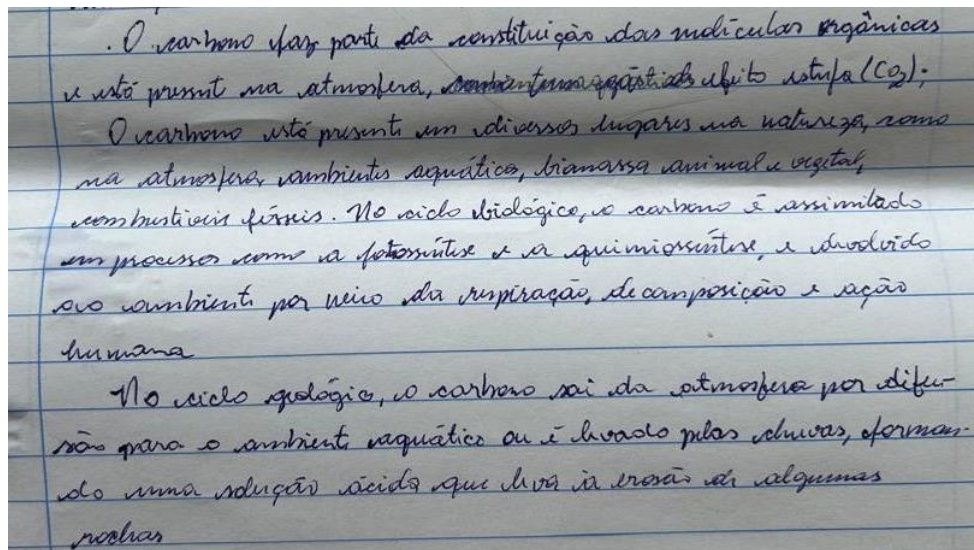 . O carbono faz parte da constituição das moléculas orgânicas
e está present na atmosfera, efeito estufa (CO2).
O carbono está presente em diversos lugares na natureza, como
na atmosfera, ambientes aquático, biomassa animal e vegetal,
combustíveis fósseis. No ciclo biológico, o carbono é assimilado
em processos como a fotossíntese e a quimiossíntese, e devolvido
ao ambiente por meio da respiração, decomposição e ação
humana
No ciclo geológico, o carbono sai da atmosfera por difu-
são para o ambiente aquático ou é levado pelas chuvas, forman-
do uma solução ácida que leva à erosão de algumas
rochas